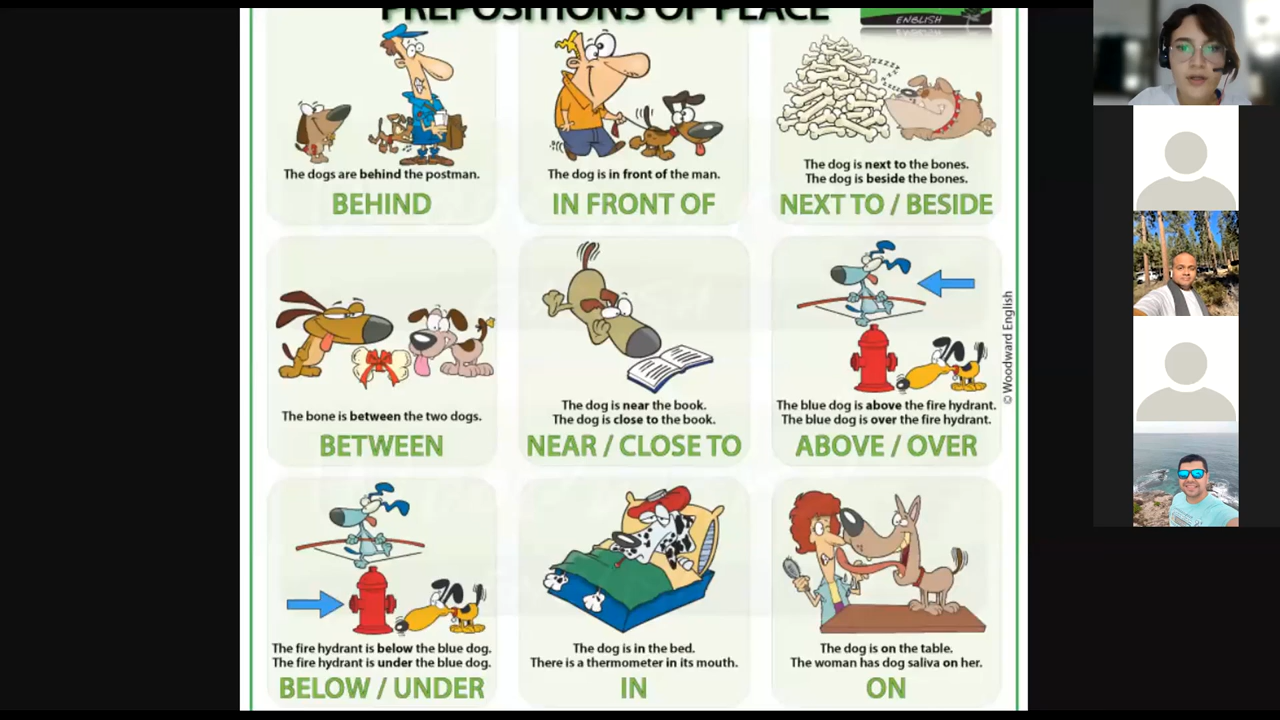 PREPOSITIONS OF PLACE
ENGLISH
zzzzz
zzzzz
The dogs are behind the postman.
BEHIND
The dog is in front of the man.
IN FRONT OF
The dog is next to the bones.
The dog is beside the bones.
NEXT TO / BESIDE
The bone is between the two dogs.
BETWEEN
The dog is near the book.
The dog is close to the book.
NEAR / CLOSE TO
The blue dog is above the fire hydrant.
The blue dog is over the fire hydrant.
ABOVE / OVER
© Woodward English
The fire hydrant is below the blue dog.
The fire hydrant is under the blue dog.
BELOW / UNDER
The dog is in the bed.
There is a thermometer in its mouth.
IN
The dog is on the table.
The woman has dog saliva on her.
ON